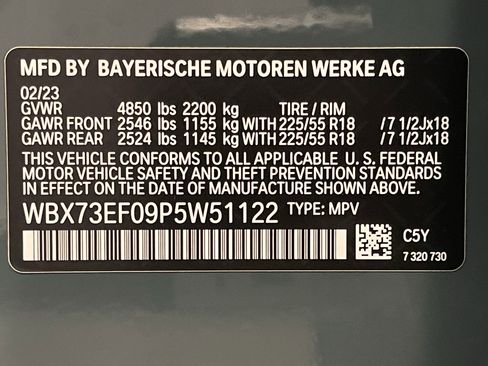 MFD BY BAYERISCHE MOTOREN WERKE AG
02/23
GVWR 4850 lbs 2200 kg TIRE / RIM
GAWR FRONT 2546 lbs 1155 kg WITH 225/55 R18 /7 1/2Jx18
GAWR REAR 2524 lbs 1145 kg WITH 225/55 R18 /7 1/2Jx18
THIS VEHICLE CONFORMS TO ALL APPLICABLE U. S. FEDERAL
MOTOR VEHICLE SAFETY AND THEFT PREVENTION STANDARDS
IN EFFECT ON THE DATE OF MANUFACTURE SHOWN ABOVE.
WBX73EF09P5W51122 TYPE: MPV
C5Y
7 320 730